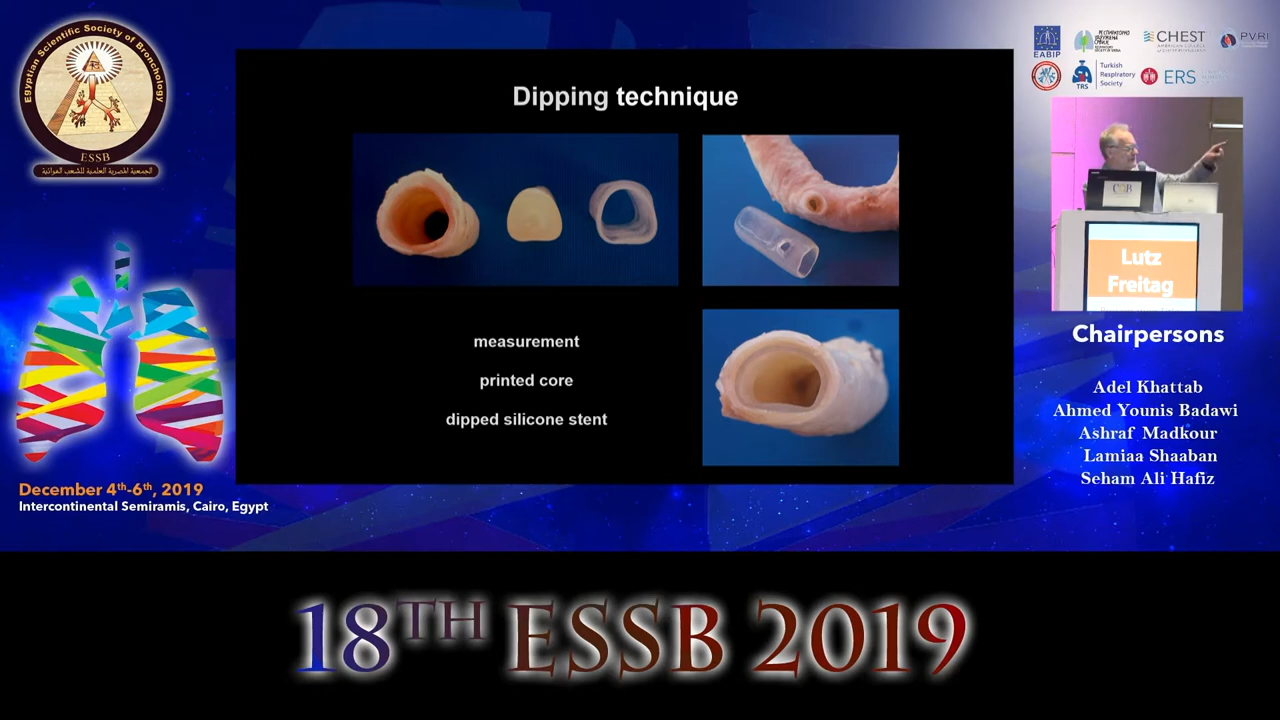 Egyptian Scientific Society of Bronchology
ESSB
الجمعية المصرية العلمية للشعب الهوائية
December 4th-6th, 2019
Intercontinental Semiramis, Cairo, Egypt
Dipping technique
measurement
printed core
dipped silicone stent
EABIP
CHEST
PVRI
TRS
Turkish
Respiratory
Society
ERS
Lutz
Freitag
Chairpersons
Adel Khattab
Ahmed Younis Badawi
Ashraf Madkour
Lamiaa Shaaban
Seham Ali Hafiz
18TH ESSB 2019